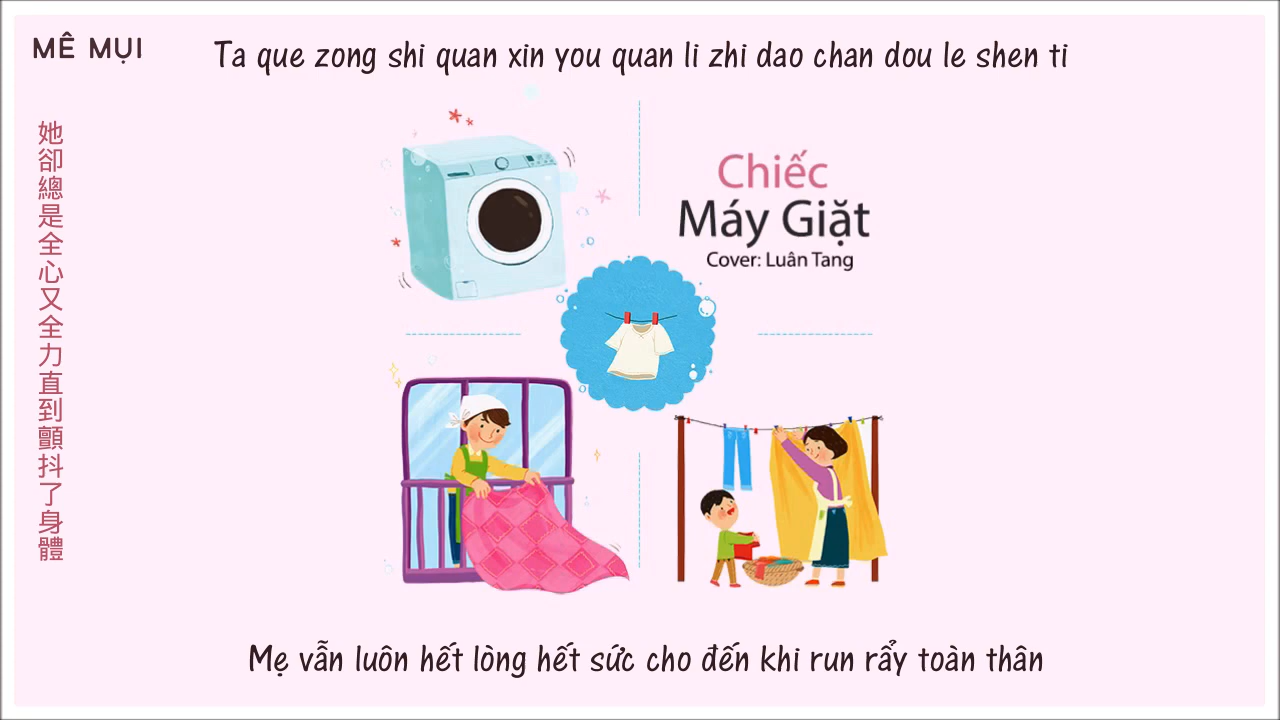 MÊ MỤI
Ta que zong shi quan xin you quan li zhi dao chan dou le shen ti
她卻總是全心又全力直到顫抖了身體
Chiếc
Máy Giặt
Cover: Luân Tang
Mẹ vẫn luôn hết lòng hết sức cho đến khi run rẩy toàn thân